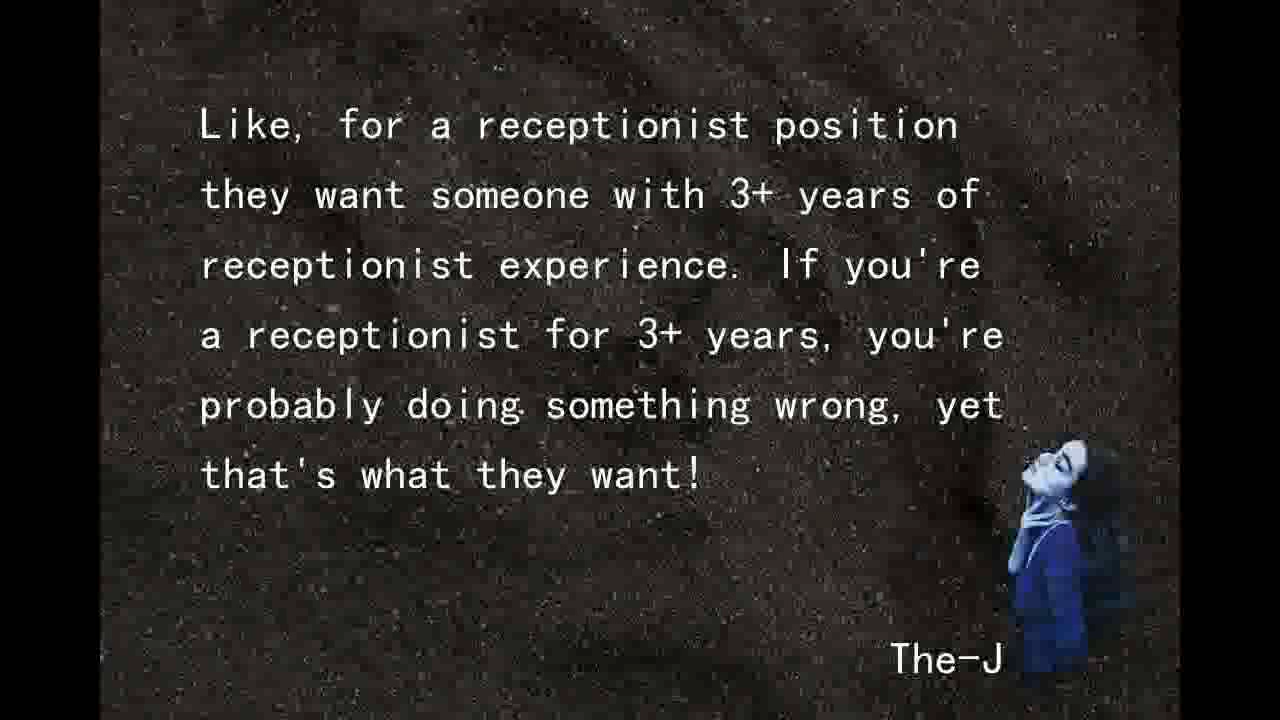 Like, for a receptionist position
they want someone with 3+ years of
receptionist experience. If you're
a receptionist for 3+ years, you're
probably doing something wrong, yet
that's what they want!
The-J